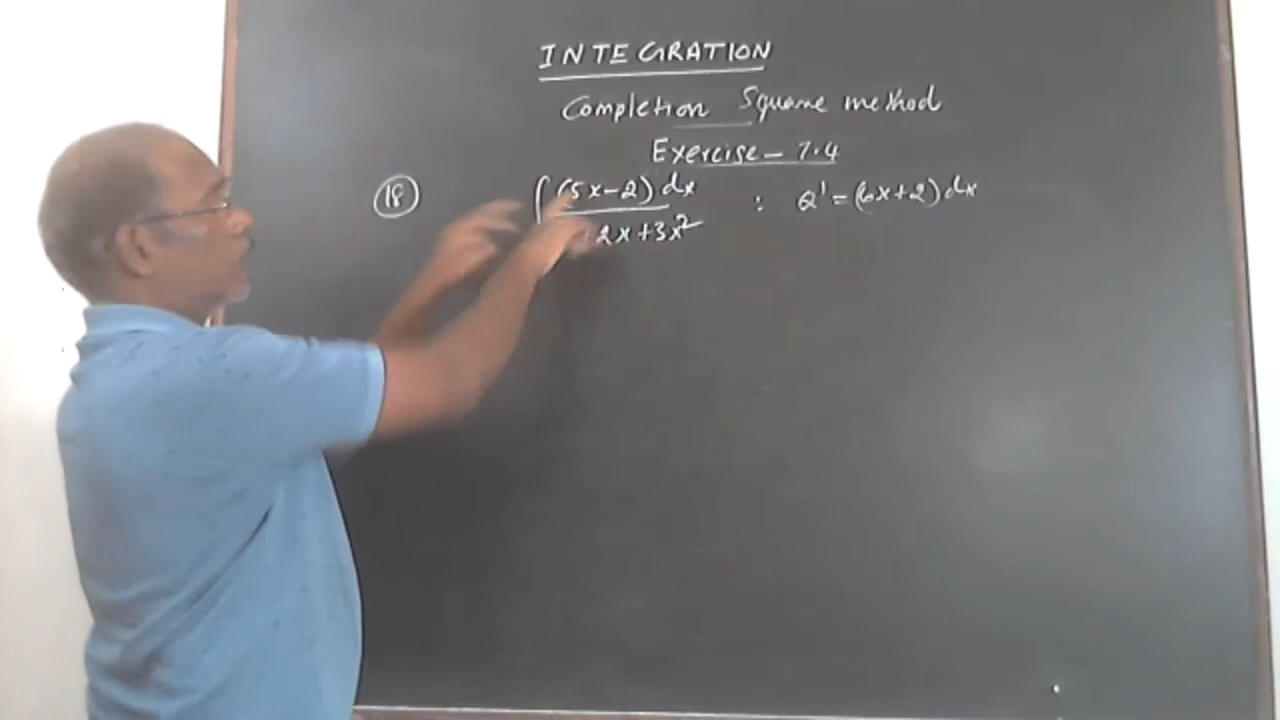 INTEGRATION
Completion Square method
Exercise - 7.4
18 ∫ (5x-2) dx : Q' = (6x+2) dx
2x+3x²